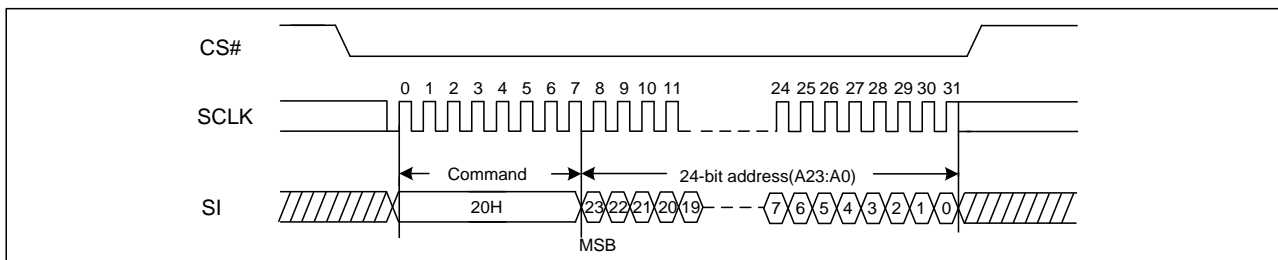 CS#
0 1 2 3 4 5 6 7 8 9 10 11 24 25 26 27 28 29 30 31
SCLK
Command 24-bit address(A23:A0)
SI 20H 23 22 21 20 19 7 6 5 4 3 2 1 0
MSB